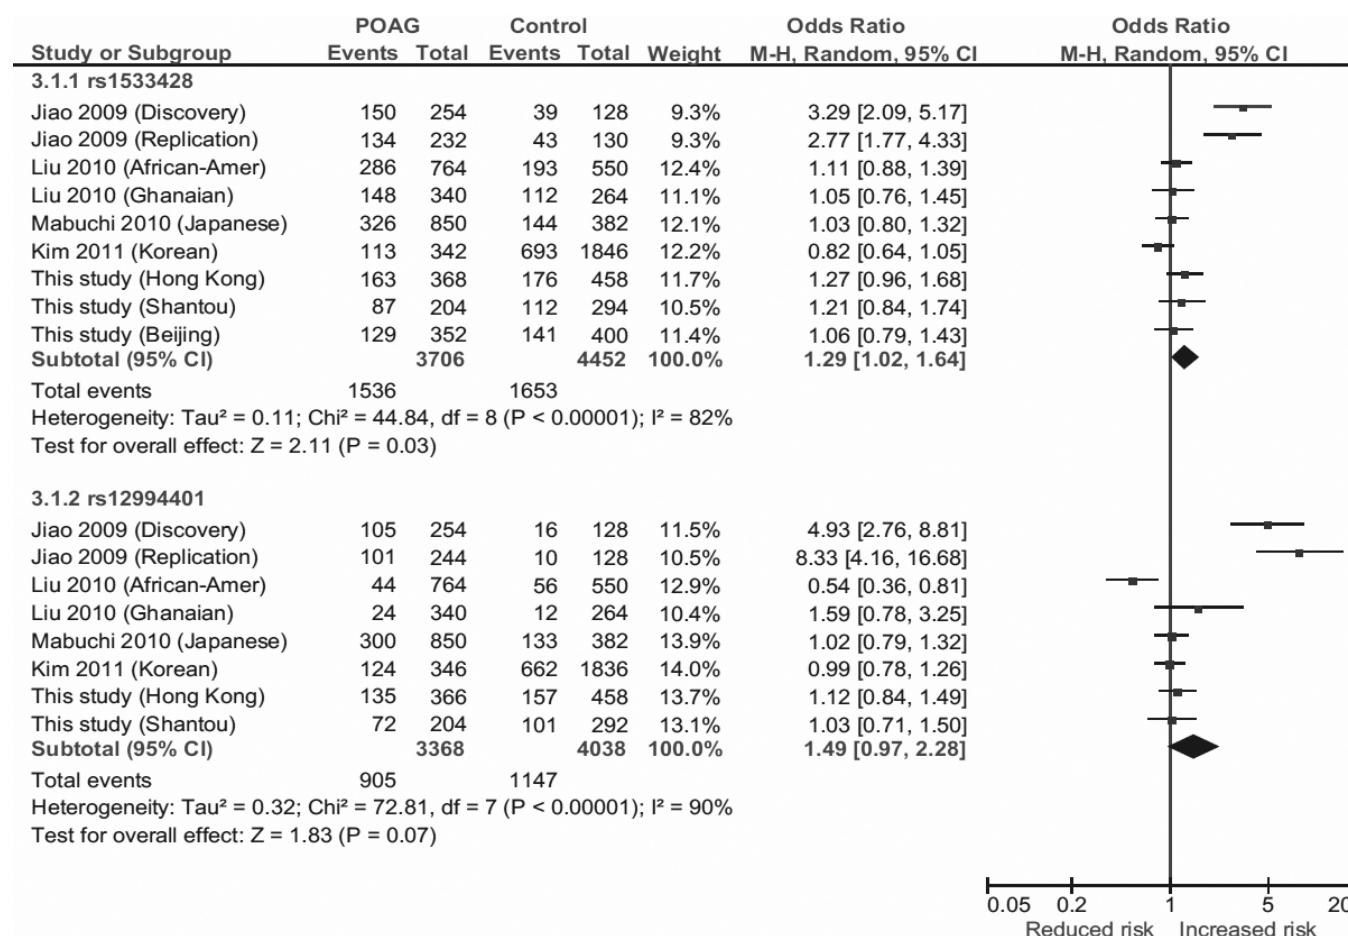 POAG Control Odds Ratio Odds Ratio
Study or Subgroup Events Total Events Total Weight M-H, Random, 95% CI M-H, Random, 95% CI
3.1.1 rs1533428
Jiao 2009 (Discovery) 150 254 39 128 9.3% 3.29 [2.09, 5.17]
Jiao 2009 (Replication) 134 232 43 130 9.3% 2.77 [1.77, 4.33]
Liu 2010 (African-Amer) 286 764 193 550 12.4% 1.11 [0.88, 1.39]
Liu 2010 (Ghanaian) 148 340 112 264 11.1% 1.05 [0.76, 1.45]
Mabuchi 2010 (Japanese) 326 850 144 382 12.1% 1.03 [0.80, 1.32]
Kim 2011 (Korean) 113 342 693 1846 12.2% 0.82 [0.64, 1.05]
This study (Hong Kong) 163 368 176 458 11.7% 1.27 [0.96, 1.68]
This study (Shantou) 87 204 112 294 10.5% 1.21 [0.84, 1.74]
This study (Beijing) 129 352 141 400 11.4% 1.06 [0.79, 1.43]
Subtotal (95% CI) 3706 4452 100.0% 1.29 [1.02, 1.64]
Total events 1536 1653
Heterogeneity: Tau² = 0.11; Chi² = 44.84, df = 8 (P < 0.00001); I² = 82%
Test for overall effect: Z = 2.11 (P = 0.03)
3.1.2 rs12994401
Jiao 2009 (Discovery) 105 254 16 128 11.5% 4.93 [2.76, 8.81]
Jiao 2009 (Replication) 101 244 10 128 10.5% 8.33 [4.16, 16.68]
Liu 2010 (African-Amer) 44 764 56 550 12.9% 0.54 [0.36, 0.81]
Liu 2010 (Ghanaian) 24 340 12 264 10.4% 1.59 [0.78, 3.25]
Mabuchi 2010 (Japanese) 300 850 133 382 13.9% 1.02 [0.79, 1.32]
Kim 2011 (Korean) 124 346 662 1836 14.0% 0.99 [0.78, 1.26]
This study (Hong Kong) 135 366 157 458 13.7% 1.12 [0.84, 1.49]
This study (Shantou) 72 204 101 292 13.1% 1.03 [0.71, 1.50]
Subtotal (95% CI) 3368 4038 100.0% 1.49 [0.97, 2.28]
Total events 905 1147
Heterogeneity: Tau² = 0.32; Chi² = 72.81, df = 7 (P < 0.00001); I² = 90%
Test for overall effect: Z = 1.83 (P = 0.07)
0.05 0.2 1 5 20
Reduced risk Increased risk